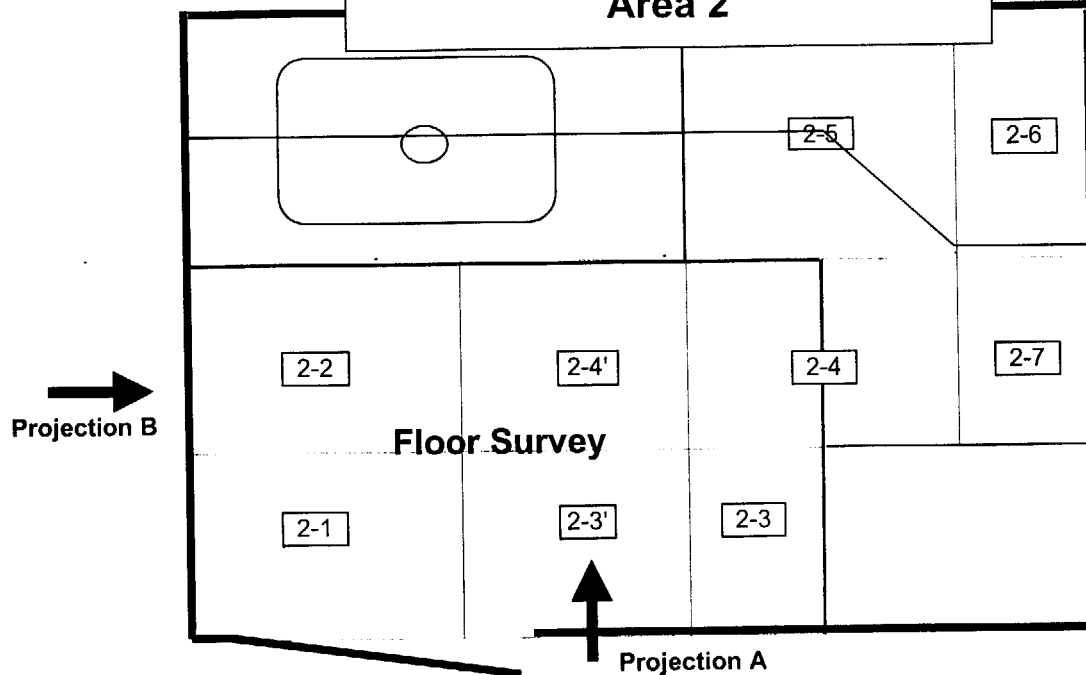 Area 2
2-5
2-6
2-2
2-4'
2-4
2-7
Projection B
Floor Survey
2-1
2-3'
2-3
Projection A